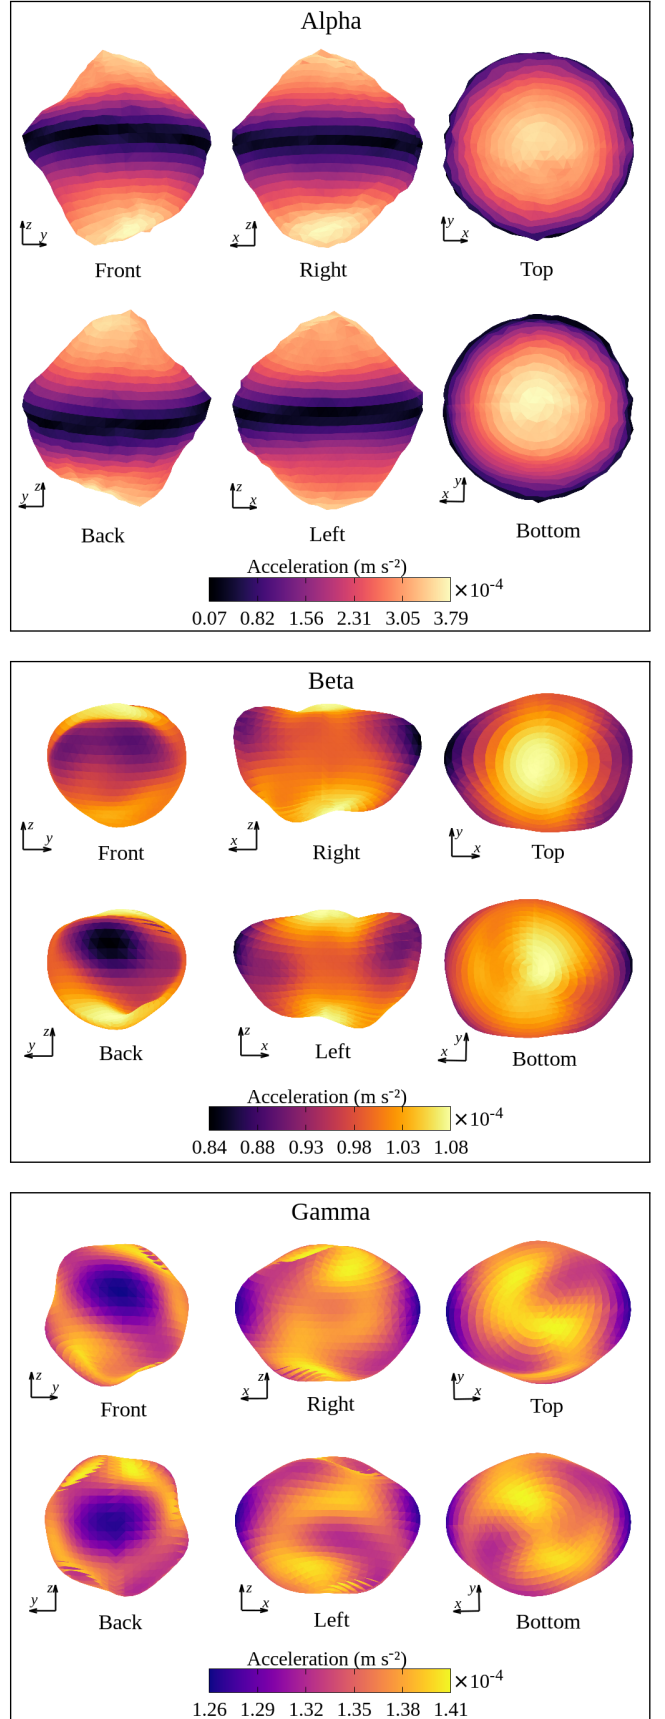 Alpha
z y
z x
y x
Front Right Top
z y
z x
y x
Back Left Bottom
Acceleration (m s⁻²)
×10⁻⁴
0.07 0.82 1.56 2.31 3.05 3.79
Beta
z y
z x
y x
Front Right Top
z y
z x
y x
Back Left Bottom
Acceleration (m s⁻²)
×10⁻⁴
0.84 0.88 0.93 0.98 1.03 1.08
Gamma
z y
z x
y x
Front Right Top
z y
z x
y x
Back Left Bottom
Acceleration (m s⁻²)
×10⁻⁴
1.26 1.29 1.32 1.35 1.38 1.41